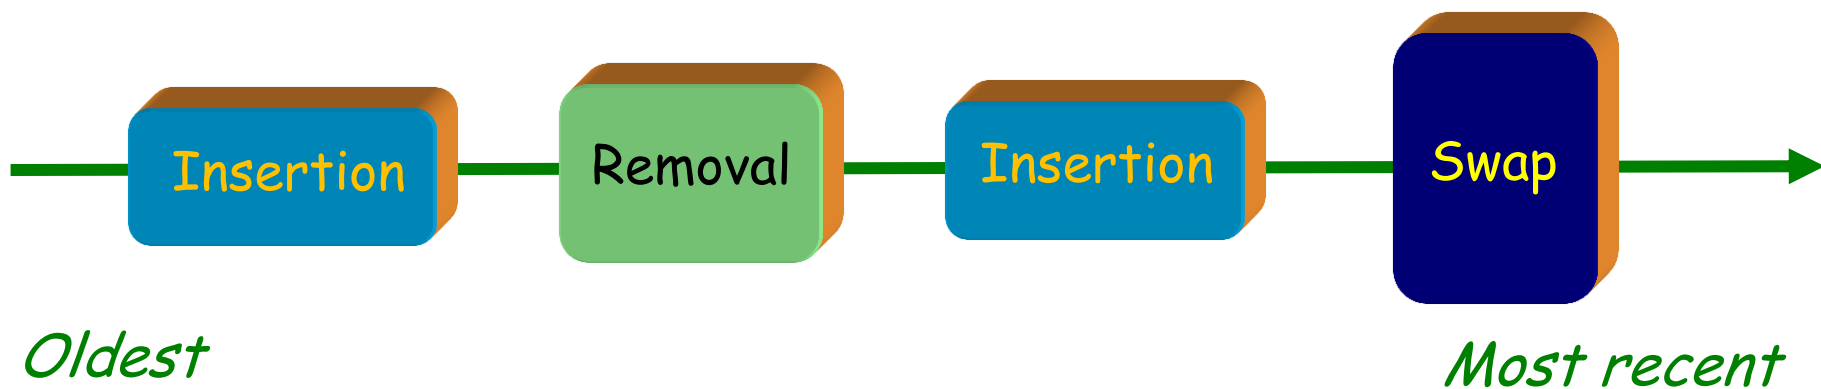 Insertion
Removal
Insertion
Swap
Oldest
Most recent